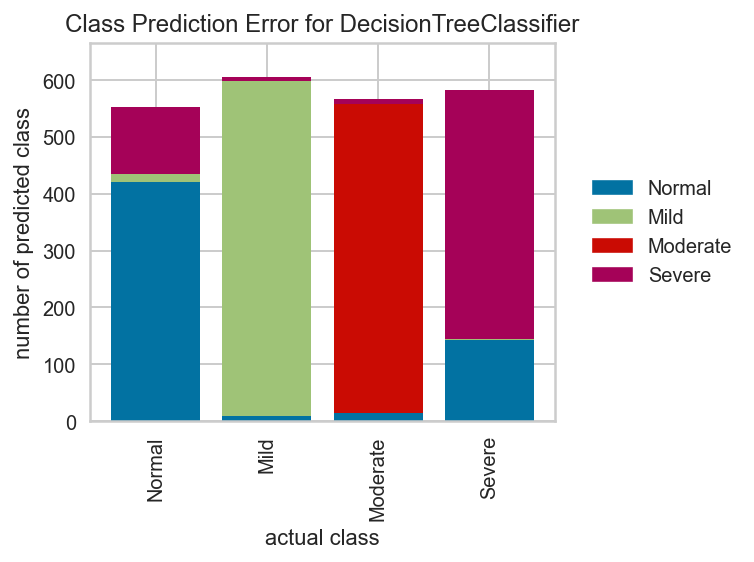 Class Prediction Error for DecisionTreeClassifier
number of predicted class
600
500
400
300
200
100
0
Normal
Mild
Moderate
Severe
actual class
Normal
Mild
Moderate
Severe